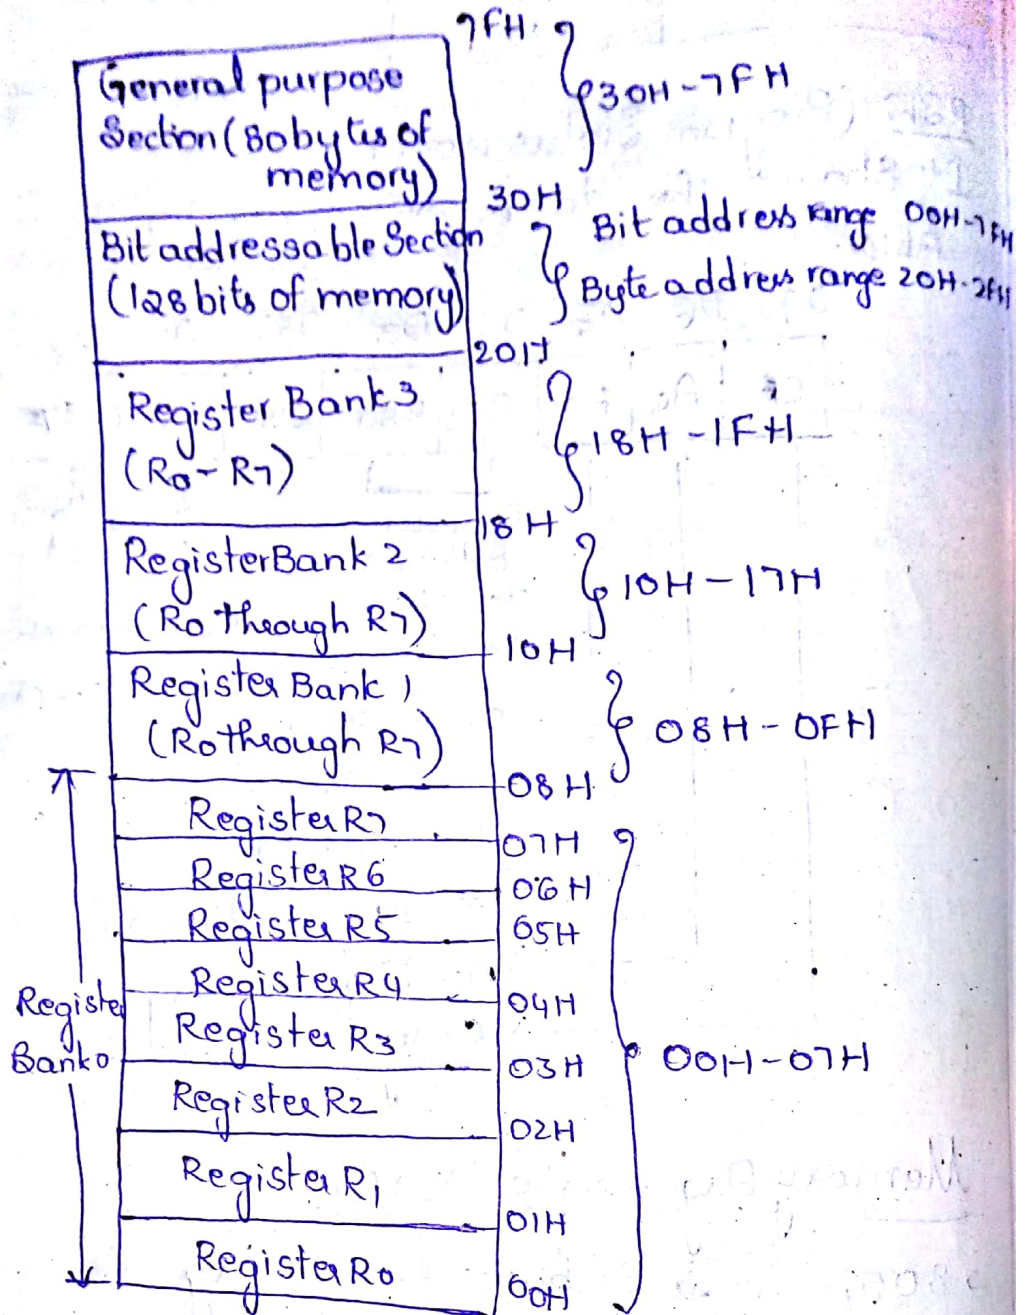 7FH
General purpose
Section (80 bytes of
memory)
30H-7FH
30H
Bit addressable Section
(128 bits of memory)
Bit address range 00H-7FH
Byte address range 20H-2FH
20H
Register Bank 3
(R0-R7)
18H-1FH
18H
Register Bank 2
(R0 through R7)
10H-17H
10H
Register Bank 1
(R0 through R7)
08H-0FH
08H
Register R7
07H
Register R6
06H
Register R5
05H
Register R4
04H
Register
Bank 0
Register R3
03H
00H-07H
Register R2
02H
Register R1
01H
Register R0
00H